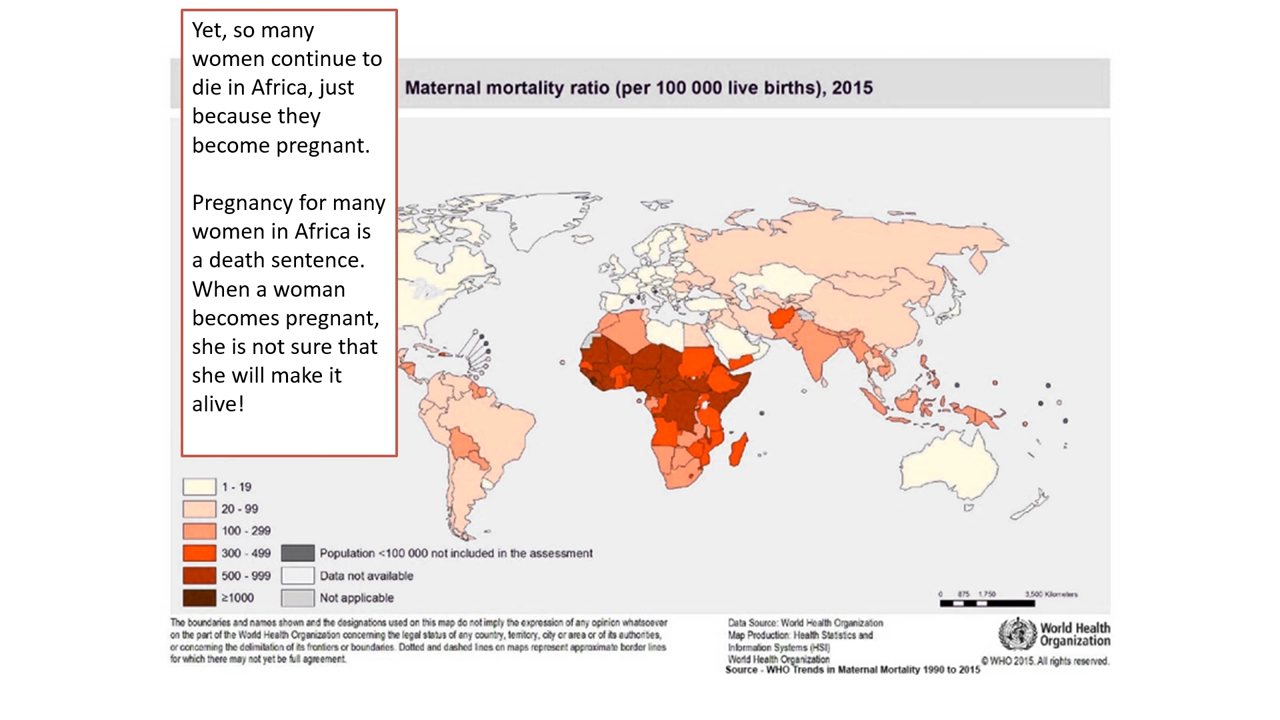 Yet, so many
women continue to
die in Africa, just
because they
become pregnant.
Pregnancy for many
women in Africa is
a death sentence.
When a woman
becomes pregnant,
she is not sure that
she will make it
alive!
Maternal mortality ratio (per 100 000 live births), 2015
1 - 19
20 - 99
100 - 299
300 - 499
500 - 999
≥1000
Population <100 000 not included in the assessment
Data not available
Not applicable
0 875 1,750 3,500 Kilometers
The boundaries and names shown and the designations used on this map do not imply the expression of any opinion whatsoever
on the part of the World Health Organization concerning the legal status of any country, territory, city or area or of its authorities,
or concerning the delimitation of its frontiers or boundaries. Dotted and dashed lines on maps represent approximate border lines
for which there may not yet be full agreement.
Data Source: World Health Organization
Map Production: Health Statistics and
Information Systems (HSI)
World Health Organization
Source - WHO Trends in Maternal Mortality 1990 to 2015
World Health
Organization
© WHO 2015. All rights reserved.